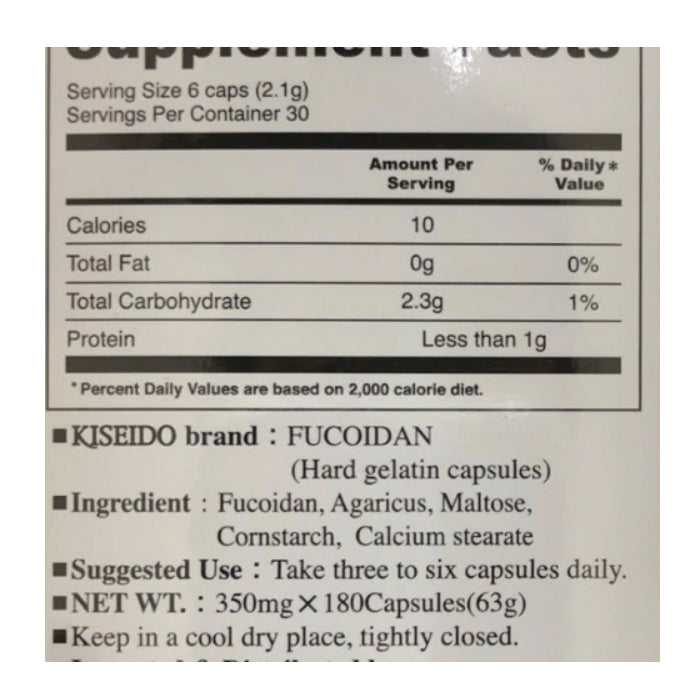 Supplement Facts
Serving Size 6 caps (2.1g)
Servings Per Container 30
Amount Per Serving % Daily* Value
Calories 10
Total Fat 0g 0%
Total Carbohydrate 2.3g 1%
Protein Less than 1g
*Percent Daily Values are based on 2,000 calorie diet.
■KISEIDO brand : FUCOIDAN
(Hard gelatin capsules)
■Ingredient : Fucoidan, Agaricus, Maltose,
Cornstarch, Calcium stearate
■Suggested Use : Take three to six capsules daily.
■NET WT. : 350mg×180Capsules(63g)
■Keep in a cool dry place, tightly closed.